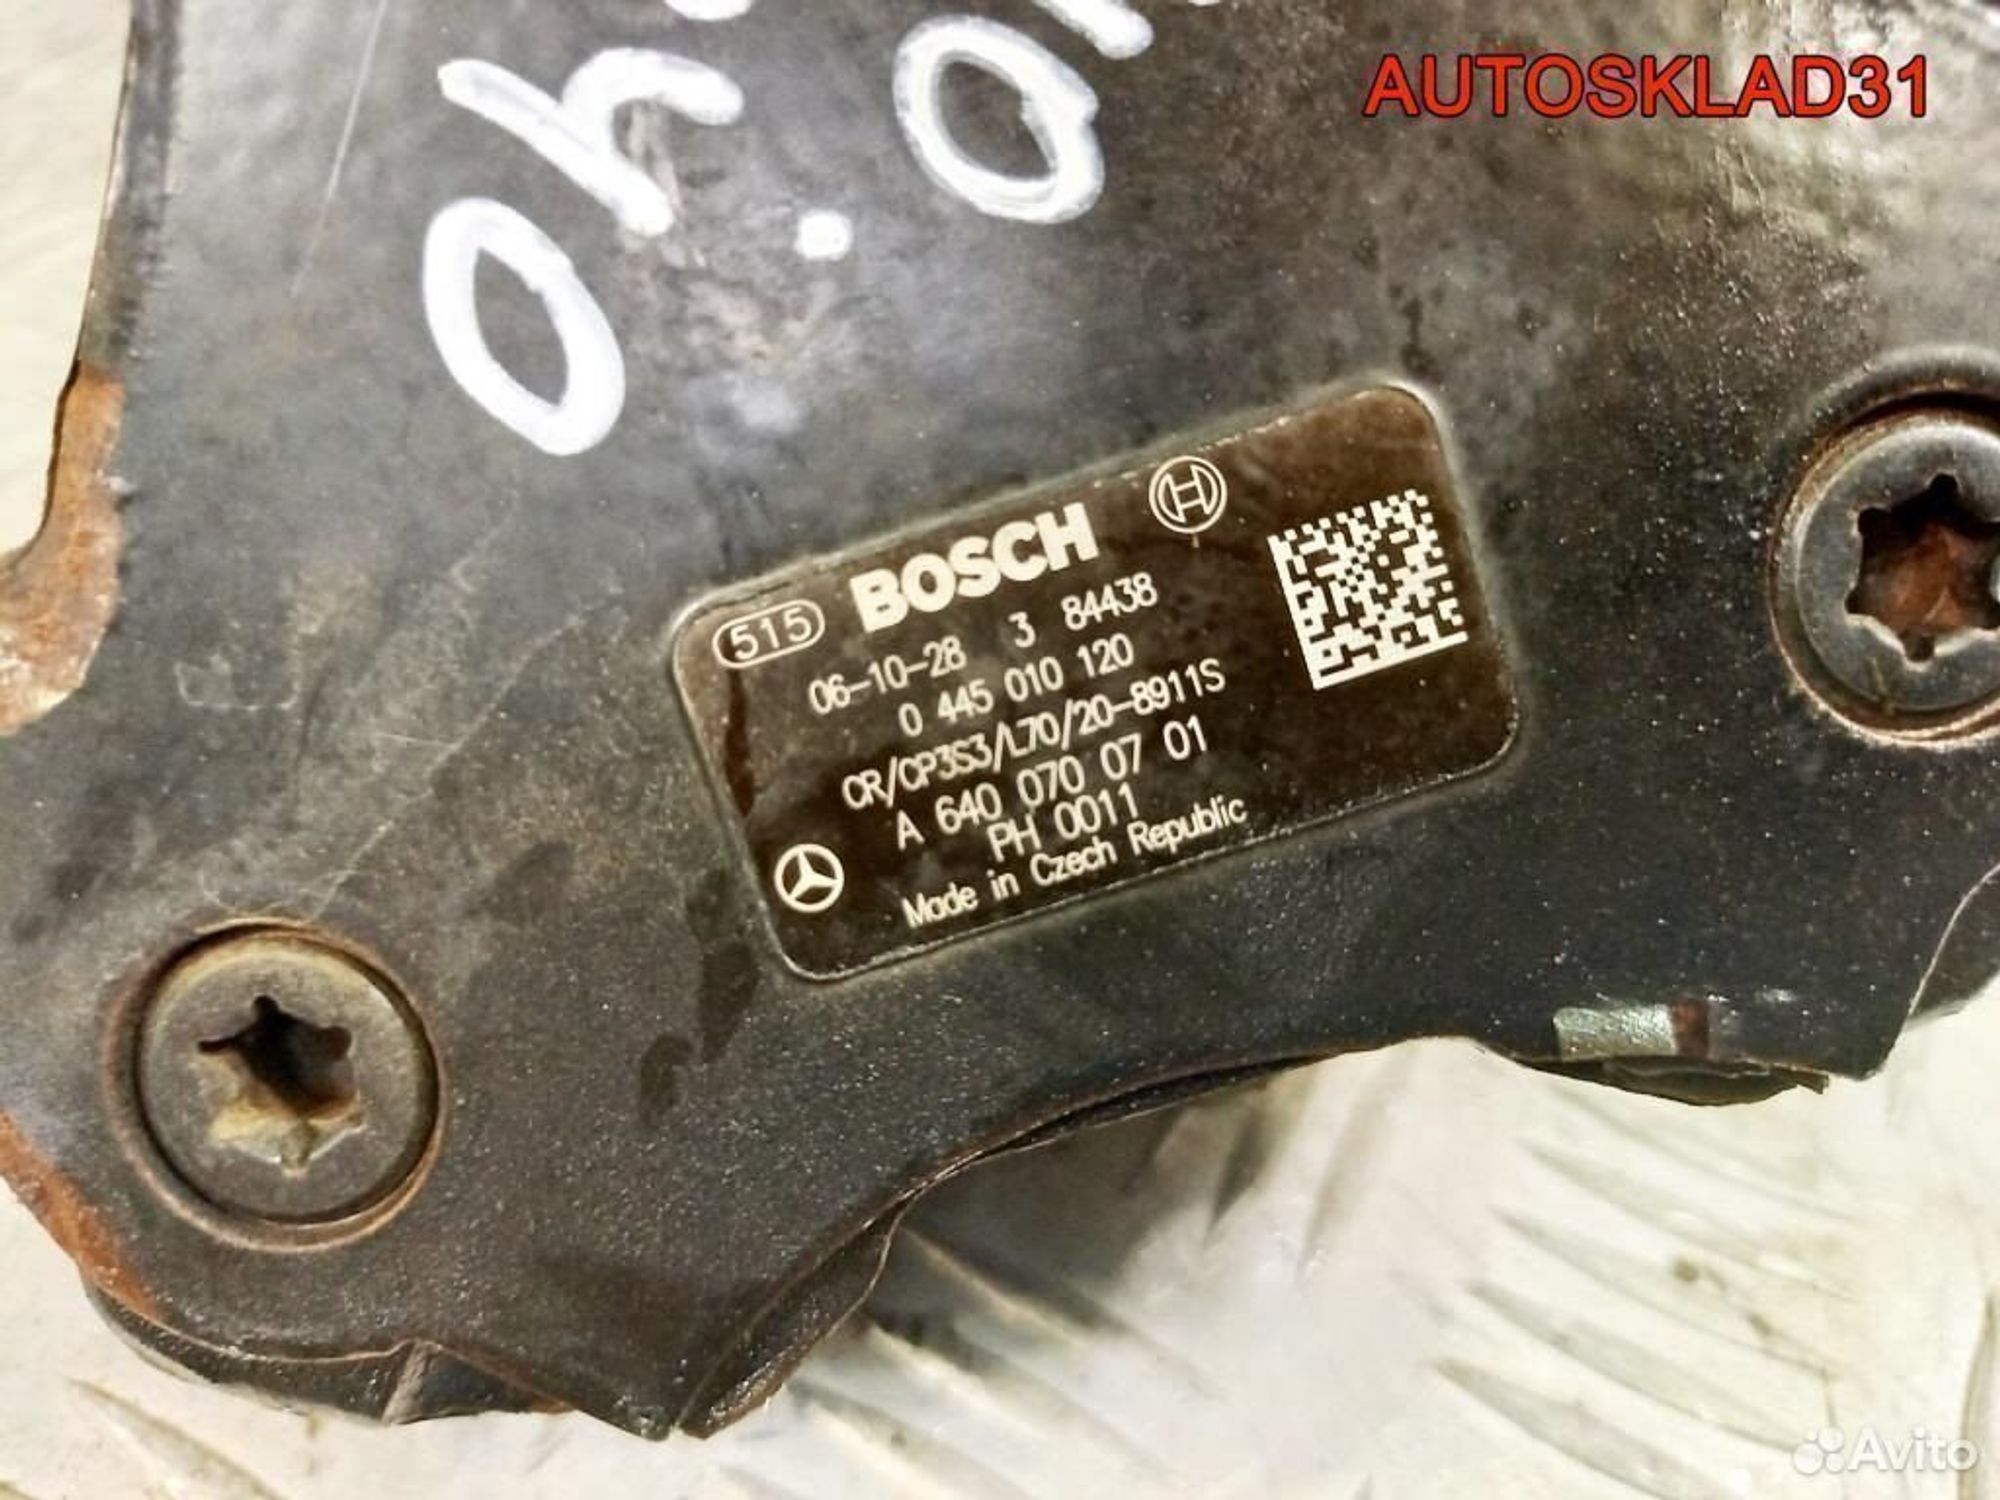 AUTOSKLAD31
515 BOSCH
06-10-28 3 84438
0 445 010 120
CR/CP3S3/L70/20-8911S
A 640 070 07 01
PH 0011
Made in Czech Republic
Avito